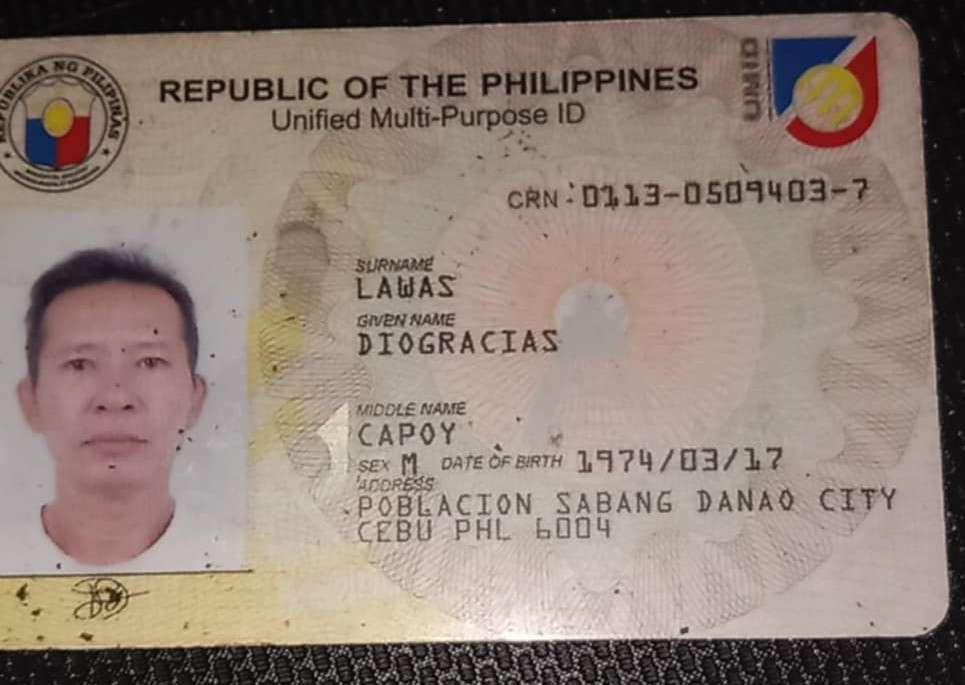 REPUBLIKA NG PILIPINAS
REPUBLIC OF THE PHILIPPINES
Unified Multi-Purpose ID
UMID
CRN : 0113-0509403-7
SURNAME
LAWAS
GIVEN NAME
DIOGRACIAS
MIDDLE NAME
CAPOY
SEX M DATE OF BIRTH 1974/03/17
ADDRESS
POBLACION SABANG DANAO CITY
CEBU PHL 6004